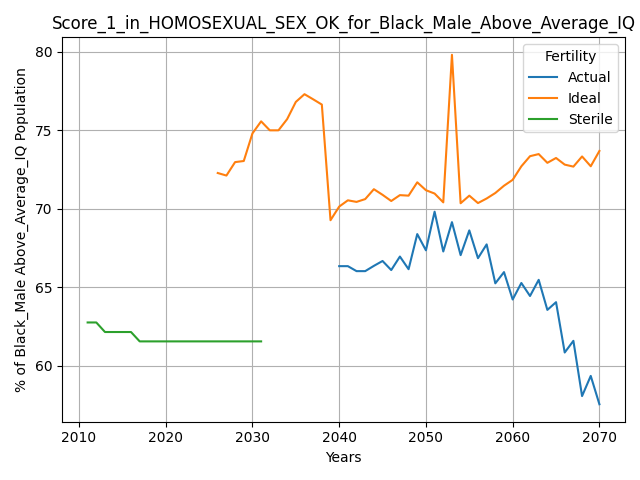 Score_1_in_HOMOSEXUAL_SEX_OK_for_Black_Male_Above_Average_IQ
% of Black_Male Above_Average_IQ Population
80
75
70
65
60
Fertility
Actual
Ideal
Sterile
2010 2020 2030 2040 2050 2060 2070
Years